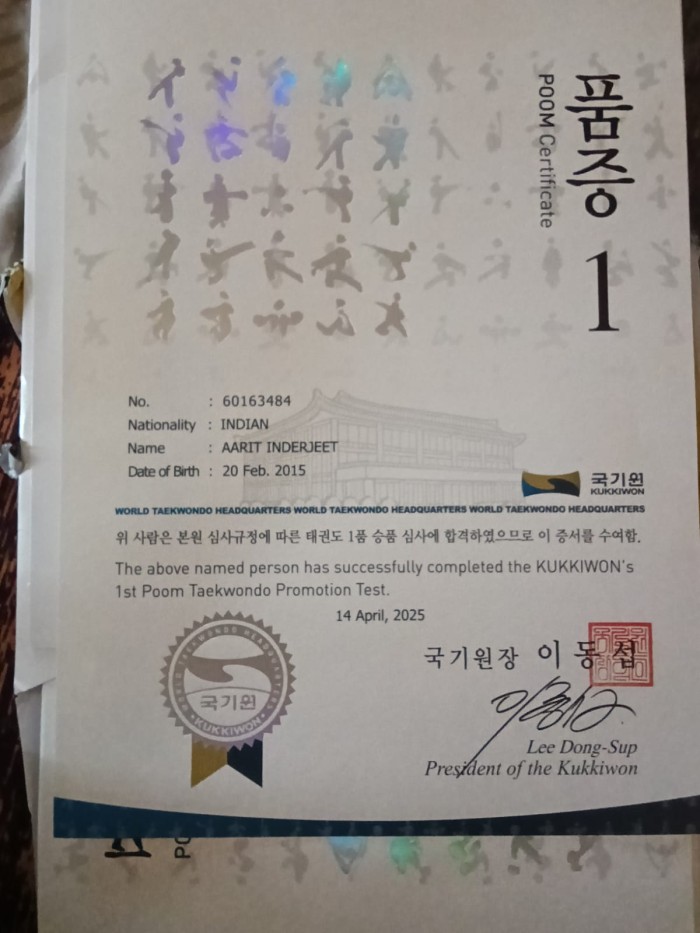 품증
POOM Certificate
1
No. : 60163484
Nationality : INDIAN
Name : AARIT INDERJEET
Date of Birth : 20 Feb. 2015
국기원
KUKKIWON
WORLD TAEKWONDO HEADQUARTERS WORLD TAEKWONDO HEADQUARTERS WORLD TAEKWONDO HEADQUARTERS
위 사람은 본원 심사규정에 따른 태권도 1품 승품 심사에 합격하였으므로 이 증서를 수여함.
The above named person has successfully completed the KUKKIWON's
1st Poom Taekwondo Promotion Test.
14 April, 2025
국기원장 이동섭
WORLD TAEKWONDO HEADQUARTERS
국기원
KUKKIWON
Lee Dong-Sup
President of the Kukkiwon
PO